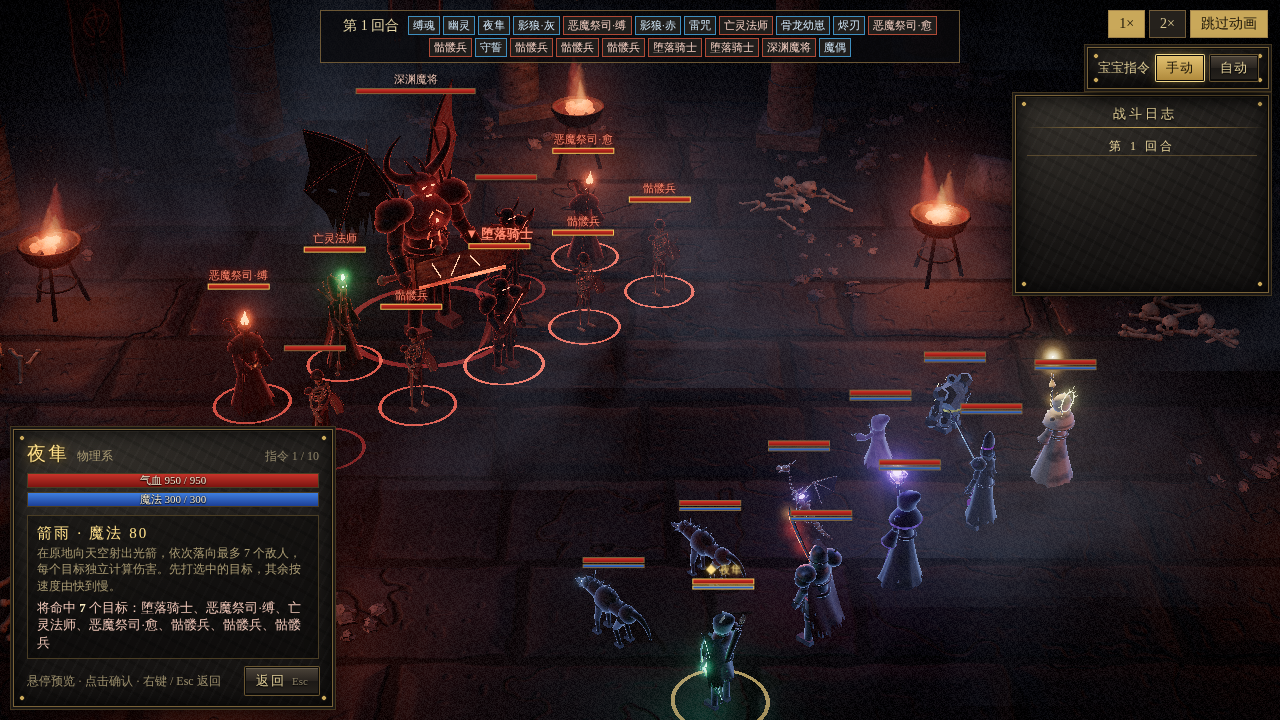 第 1 回合 缚魂 幽灵 夜隼 影狼·灰 恶魔祭司·缚 影狼·赤 雷咒 亡灵法师 骨龙幼崽 烬刃 恶魔祭司·愈
骷髅兵 守誓 骷髅兵 骷髅兵 骷髅兵 堕落骑士 堕落骑士 深渊魔将 魔偶
1× 2× 跳过动画
宝宝指令 手动 自动
战斗日志
第 1 回合
深渊魔将
恶魔祭司·愈
骷髅兵
骷髅兵
▼ 堕落骑士
亡灵法师
恶魔祭司·缚
骷髅兵
◆夜隼
夜隼 物理系 指令 1 / 10
气血 950 / 950
魔法 300 / 300
箭雨 · 魔法 80
在原地向天空射出光箭，依次落向最多 7 个敌人，
每个目标独立计算伤害。先打选中的目标，其余按
速度由快到慢。
将命中 7 个目标：堕落骑士、恶魔祭司·缚、亡
灵法师、恶魔祭司·愈、骷髅兵、骷髅兵、骷髅
兵
悬停预览 · 点击确认 · 右键 / Esc 返回
返回 Esc